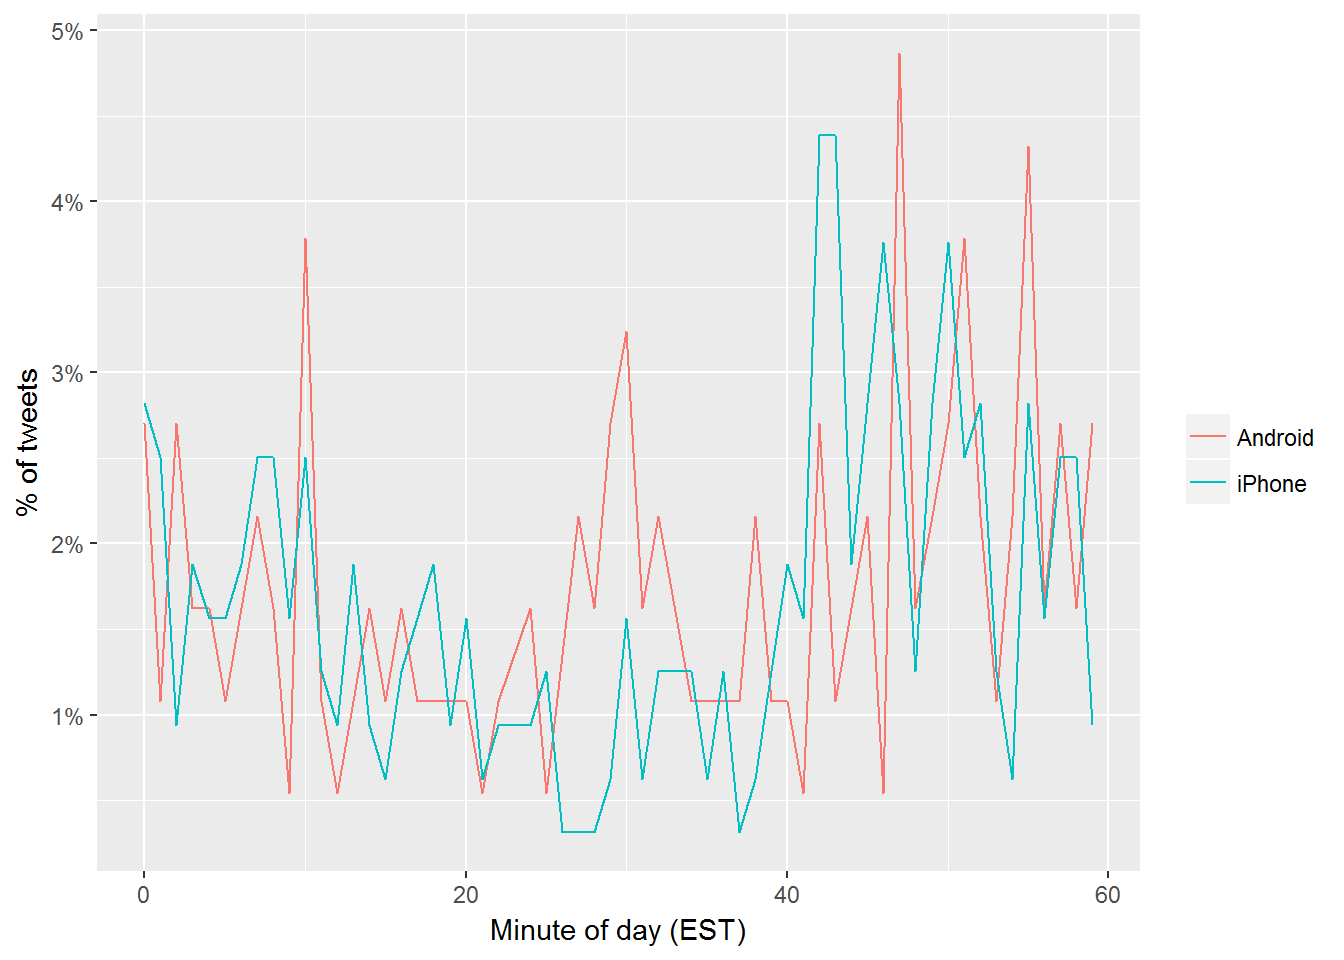 % of tweets
5%
4%
3%
2%
1%
0 20 40 60
Minute of day (EST)
Android
iPhone